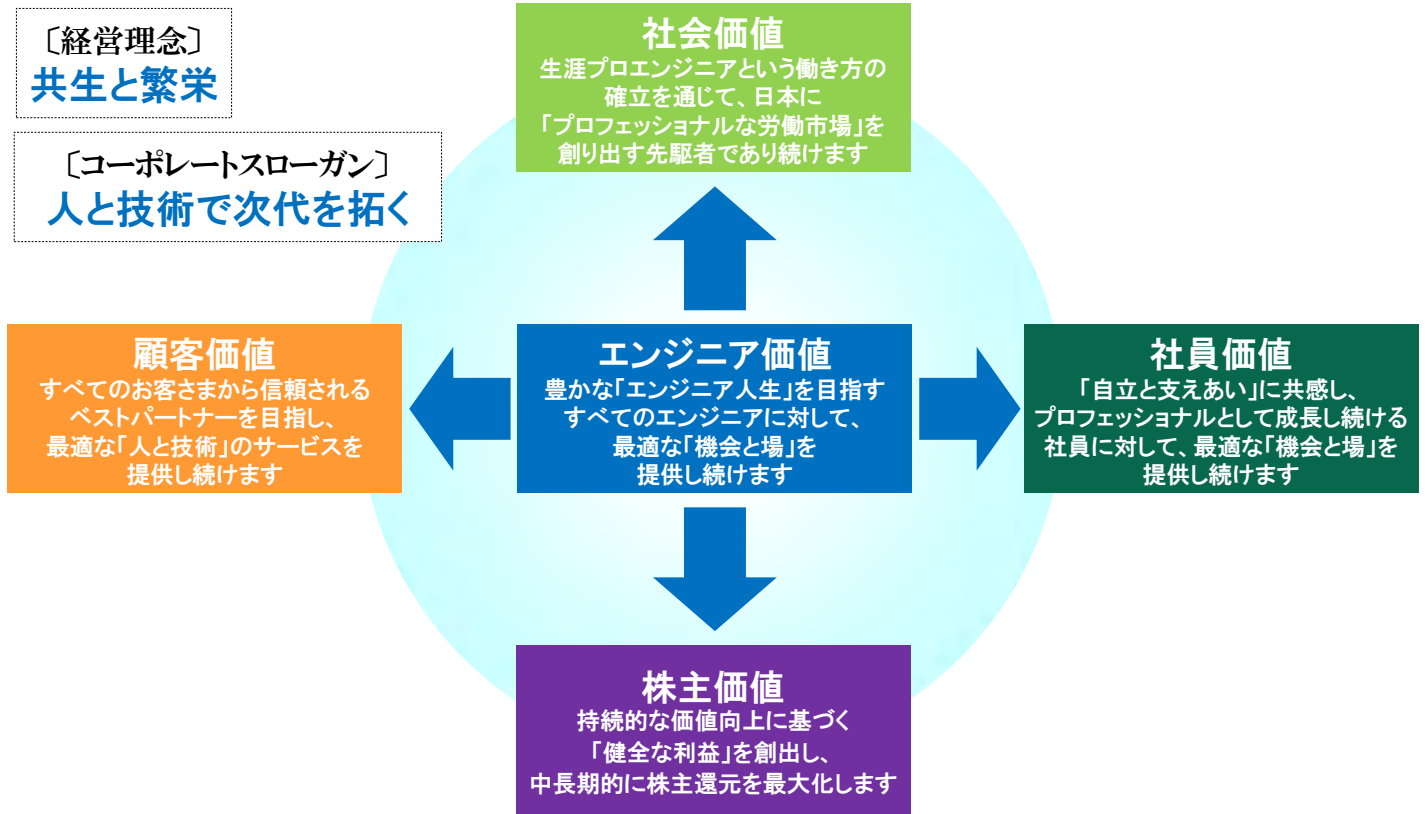 〔経営理念〕
共生と繁栄
〔コーポレートスローガン〕
人と技術で次代を拓く
社会価値
生涯プロエンジニアという働き方の
確立を通じて、日本に
「プロフェッショナルな労働市場」を
創り出す先駆者であり続けます
顧客価値
すべてのお客さまから信頼される
ベストパートナーを目指し、
最適な「人と技術」のサービスを
提供し続けます
エンジニア価値
豊かな「エンジニア人生」を目指す
すべてのエンジニアに対して、
最適な「機会と場」を
提供し続けます
社員価値
「自立と支えあい」に共感し、
プロフェッショナルとして成長し続ける
社員に対して、最適な「機会と場」を
提供し続けます
株主価値
持続的な価値向上に基づく
「健全な利益」を創出し、
中長期的に株主還元を最大化します